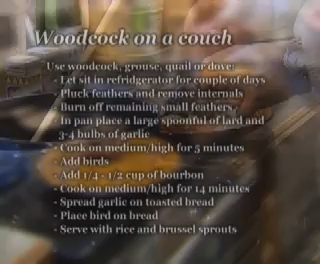 Woodcock on a couch
Use woodcock, grouse, quail or dove:
- Let sit in refridgerator for couple of days
- Pluck feathers and remove internals
- Burn off remaining small feathers
- In pan place a large spoonful of lard and
3-4 bulbs of garlic
- Cook on medium/high for 5 minutes
- Add birds
- Add 1/4 - 1/2 cup of bourbon
- Cook on medium/high for 14 minutes
- Spread garlic on toasted bread
- Place bird on bread
- Serve with rice and brussel sprouts